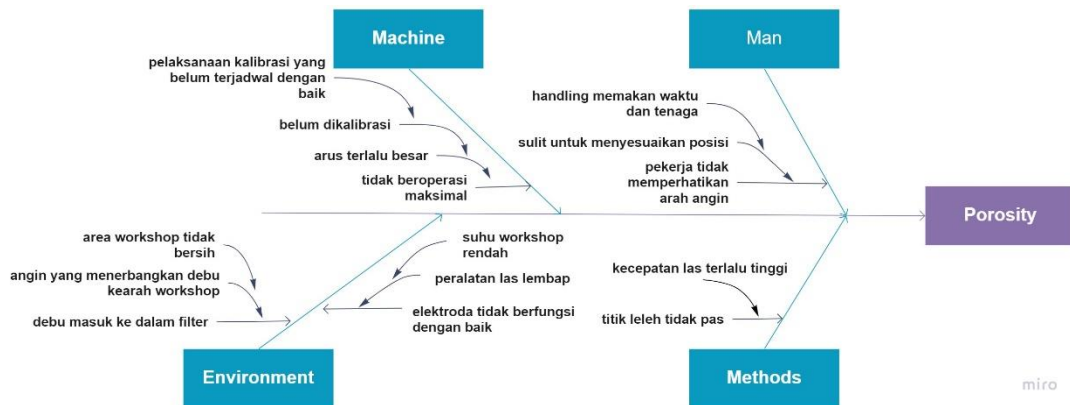 Machine
Man
pelaksanaan kalibrasi yang
belum terjadwal dengan
baik
belum dikalibrasi
arus terlalu besar
tidak beroperasi
maksimal
handling memakan waktu
dan tenaga
sulit untuk menyesuaikan posisi
pekerja tidak
memperhatikan
arah angin
Porosity
area workshop tidak
bersih
angin yang menerbangkan debu
kearah workshop
debu masuk ke dalam filter
suhu workshop
rendah
peralatan las lembap
elektroda tidak berfungsi
dengan baik
kecepatan las terlalu tinggi
titik leleh tidak pas
Environment
Methods
miro